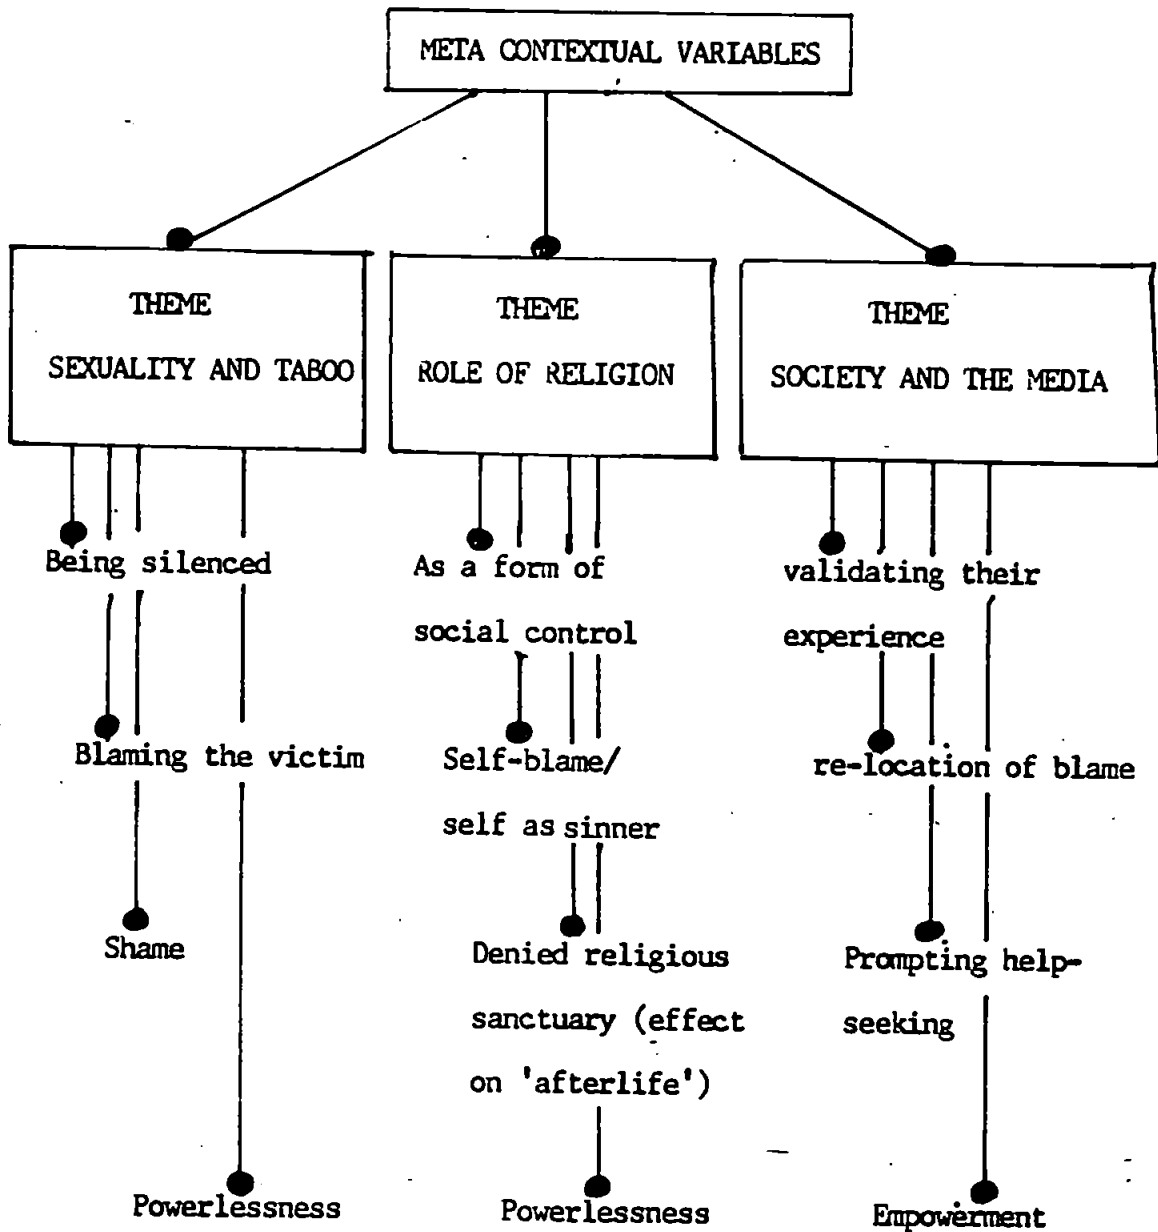 META CONTEXTUAL VARIABLES
THEME
SEXUALITY AND TABOO
Being silenced
Blaming the victim
Shame
Powerlessness
THEME
ROLE OF RELIGION
As a form of
social control
Self-blame/
self as sinner
Denied religious
sanctuary (effect
on 'afterlife')
Powerlessness
THEME
SOCIETY AND THE MEDIA
validating their
experience
re-location of blame
Prompting help-
seeking
Empowerment